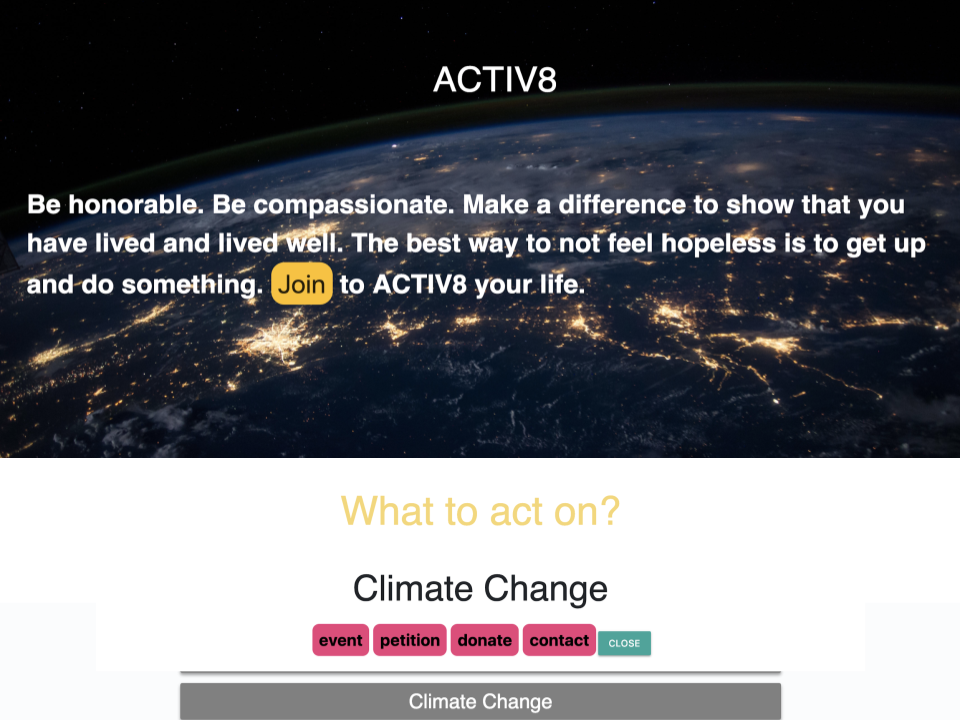 ACTIV8
Be honorable. Be compassionate. Make a difference to show that you
have lived and lived well. The best way to not feel hopeless is to get up
and do something. Join to ACTIV8 your life.
What to act on?
Climate Change
event petition donate contact CLOSE
Climate Change